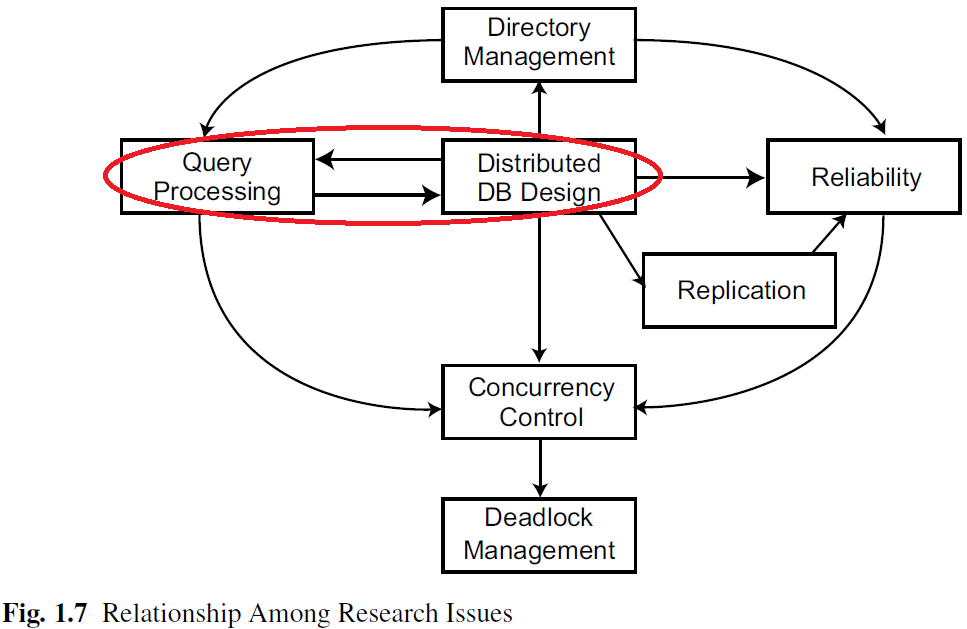 Directory
Management
Query
Processing
Distributed
DB Design
Reliability
Replication
Concurrency
Control
Deadlock
Management
Fig. 1.7 Relationship Among Research Issues